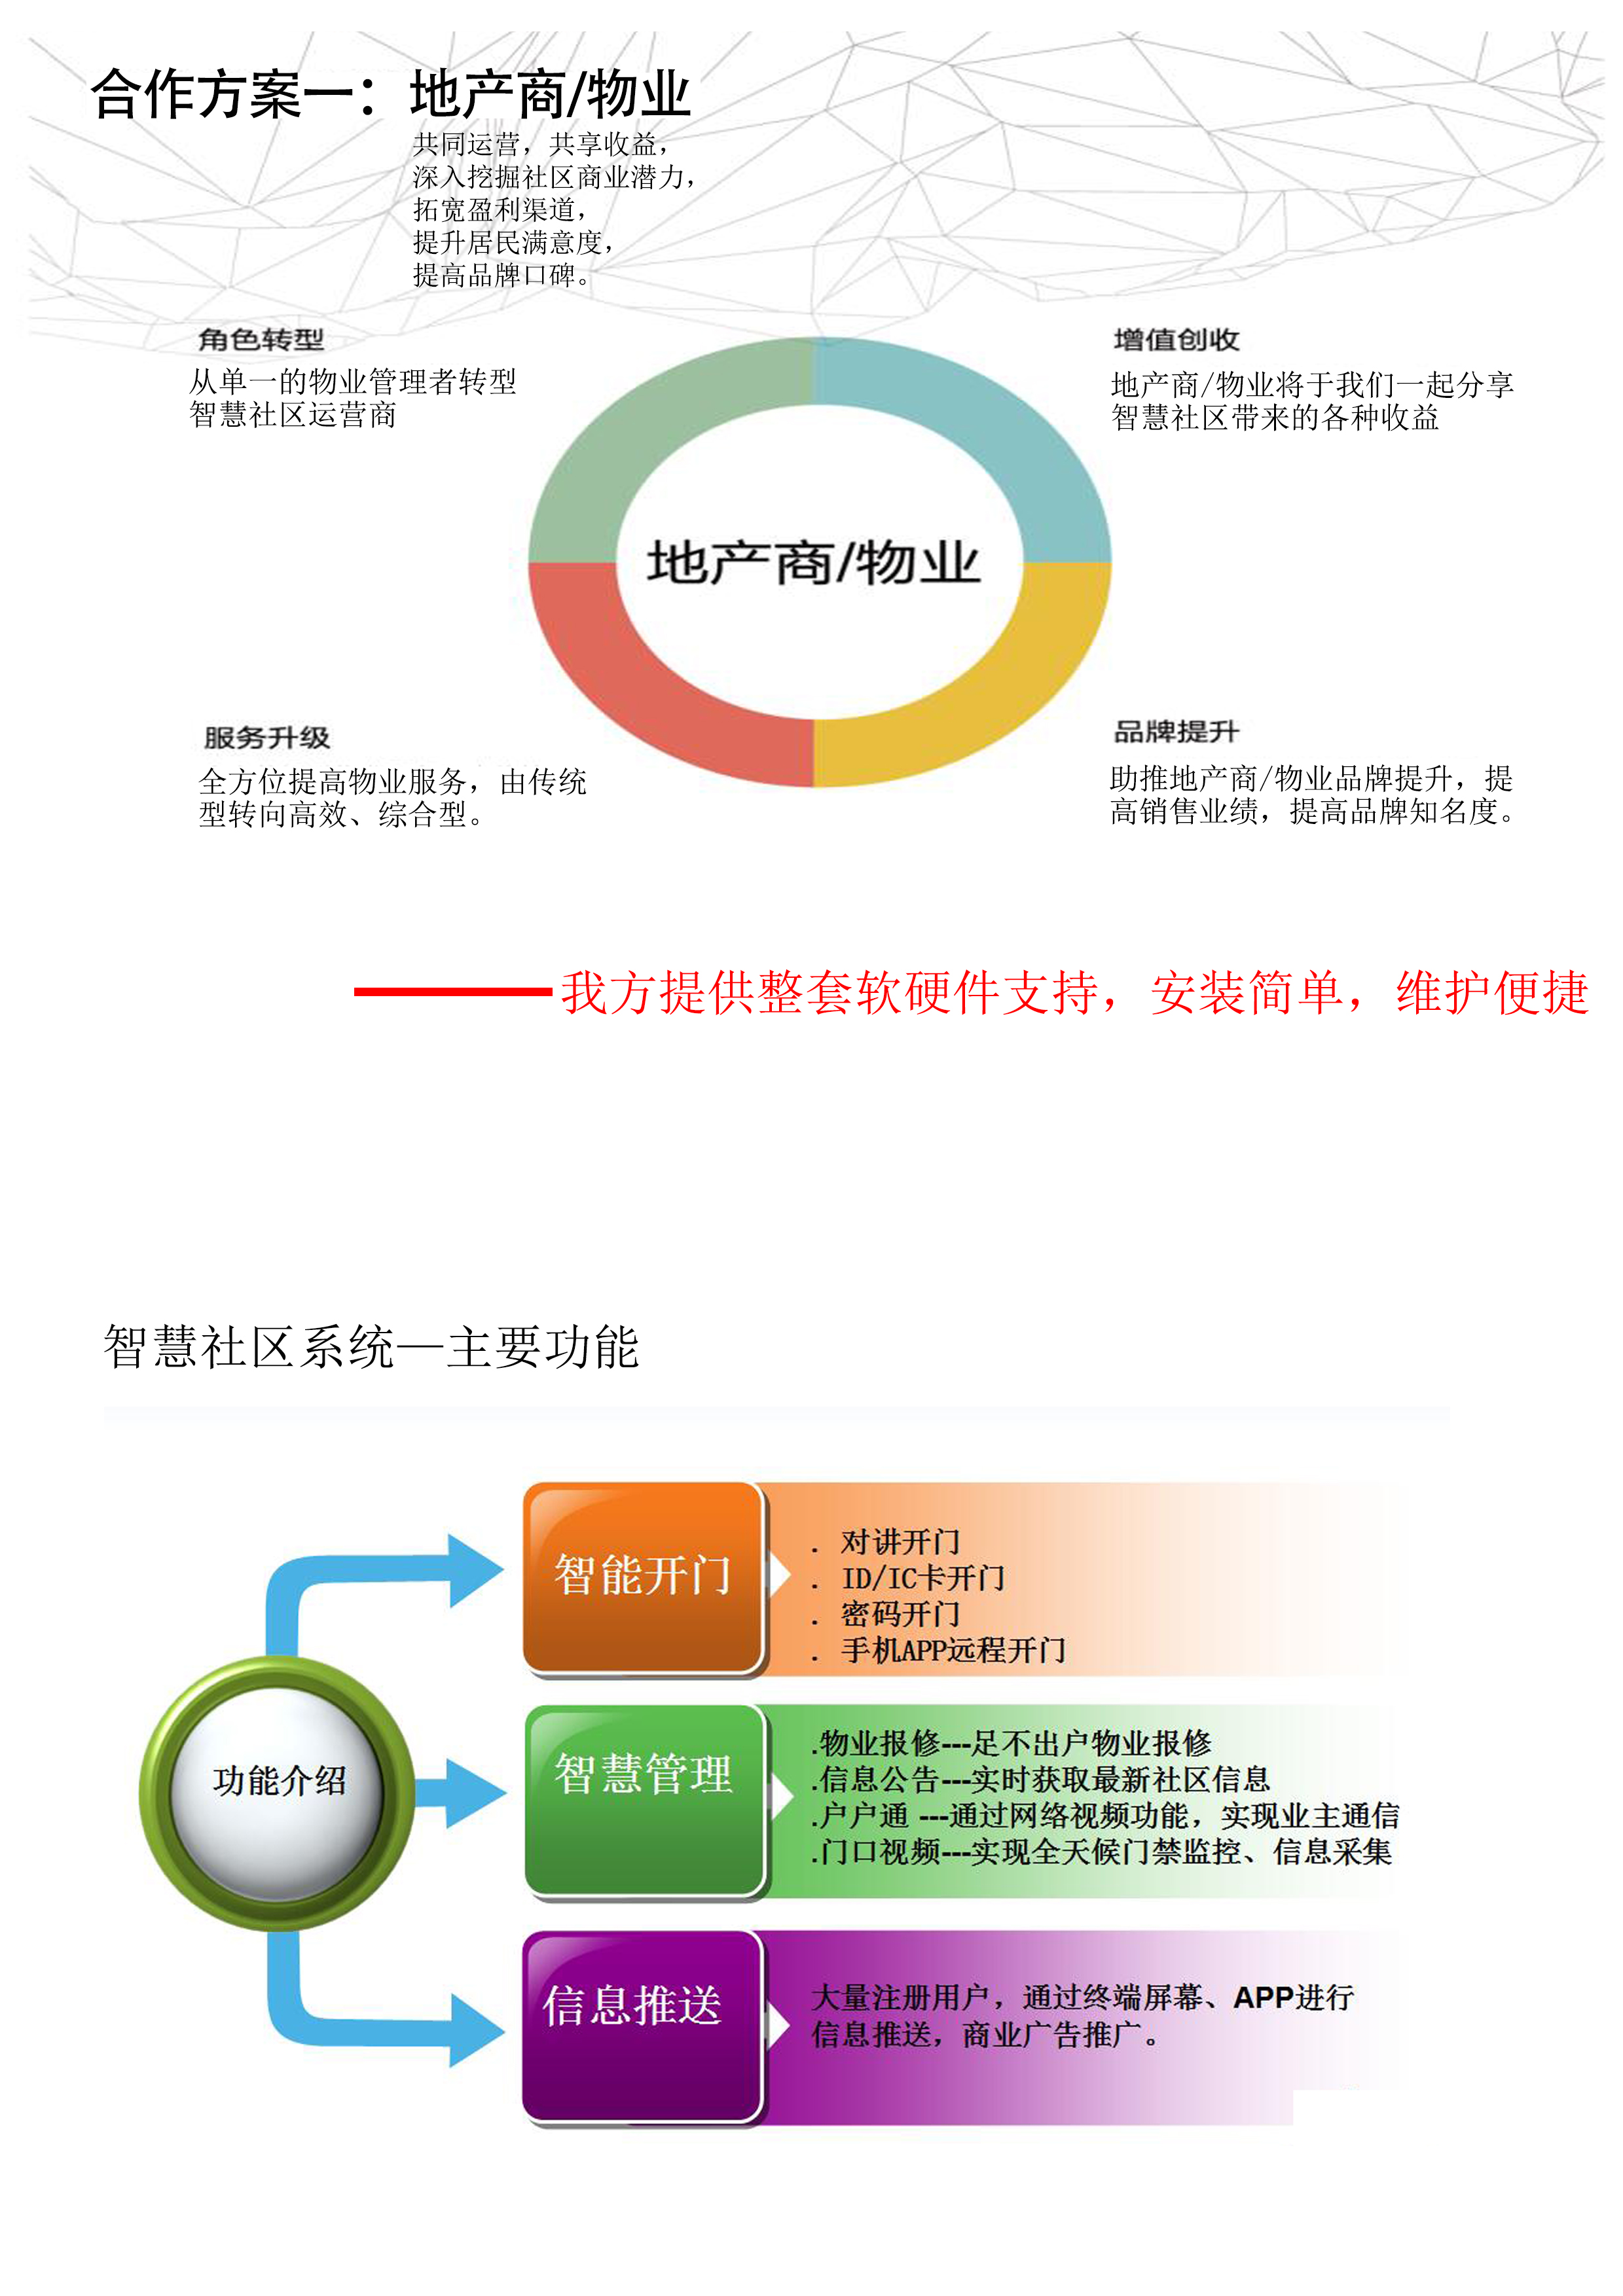 合作方案一：地产商/物业
共同运营，共享收益，
深入挖掘社区商业潜力，
拓宽盈利渠道，
提升居民满意度，
提高品牌口碑。
角色转型
从单一的物业管理者转型
智慧社区运营商
增值创收
地产商/物业将于我们一起分享
智慧社区带来的各种收益
地产商/物业
服务升级
全方位提高物业服务，由传统
型转向高效、综合型。
品牌提升
助推地产商/物业品牌提升，提
高销售业绩，提高品牌知名度。
——我方提供整套软硬件支持，安装简单，维护便捷
智慧社区系统—主要功能
功能介绍
智能开门
. 对讲开门
. ID/IC卡开门
. 密码开门
. 手机APP远程开门
智慧管理
.物业报修---足不出户物业报修
.信息公告---实时获取最新社区信息
.户户通 ---通过网络视频功能，实现业主通信
.门口视频---实现全天候门禁监控、信息采集
信息推送
大量注册用户，通过终端屏幕、APP进行
信息推送，商业广告推广。